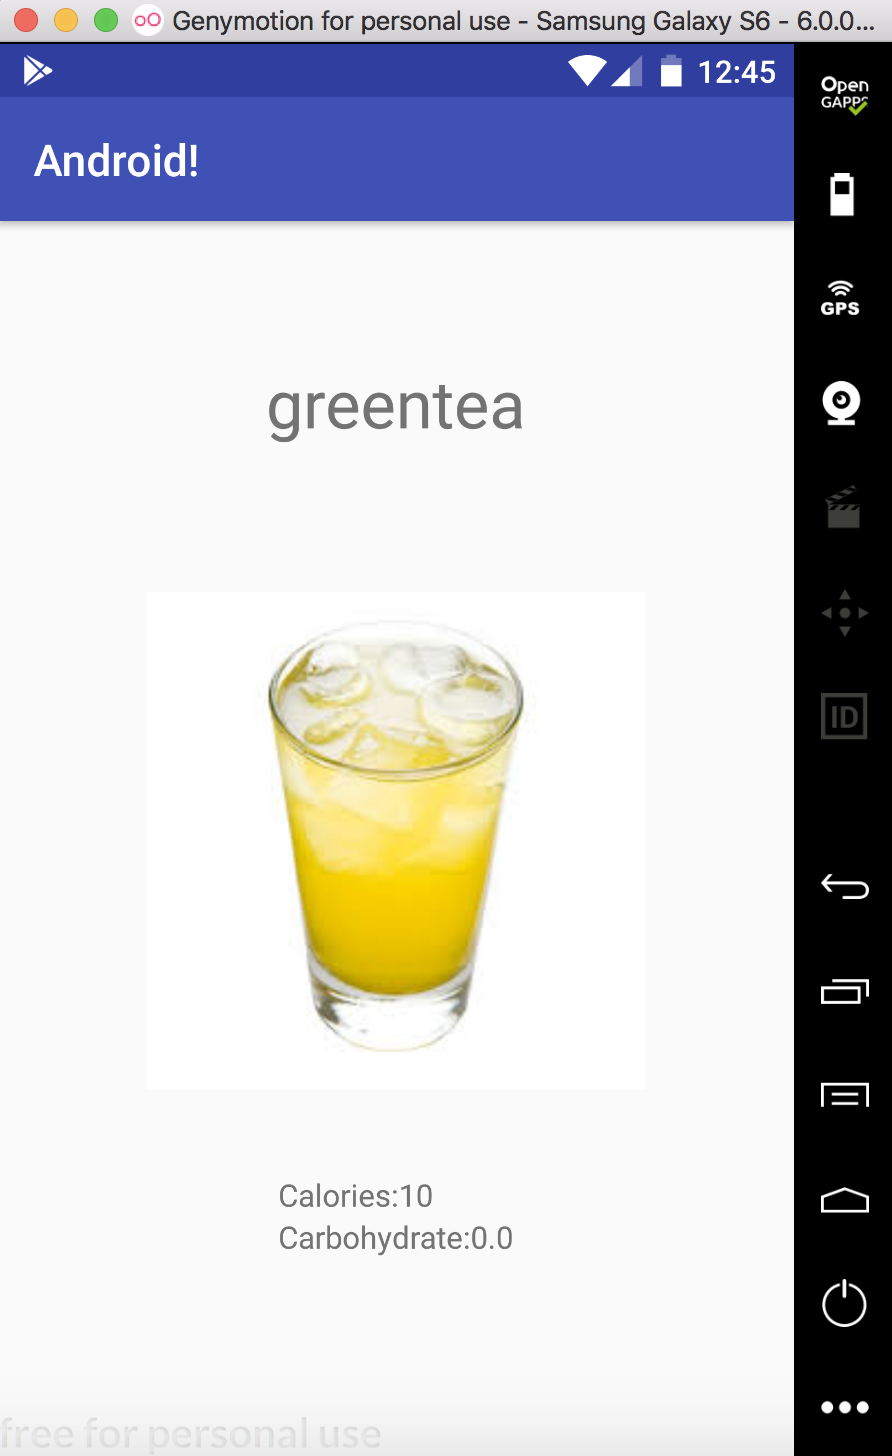 Genymotion for personal use - Samsung Galaxy S6 - 6.0.0...
12:45
Open
GAPPS
Android!
GPS
greentea
ID
Calories:10
Carbohydrate:0.0
free for personal use